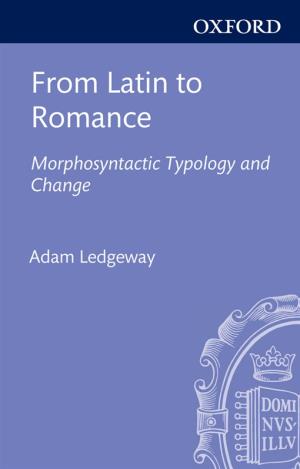 OXFORD
From Latin to
Romance
Morphosyntactic Typology and
Change
Adam Ledgeway
DOMI
NVS·
ILLV